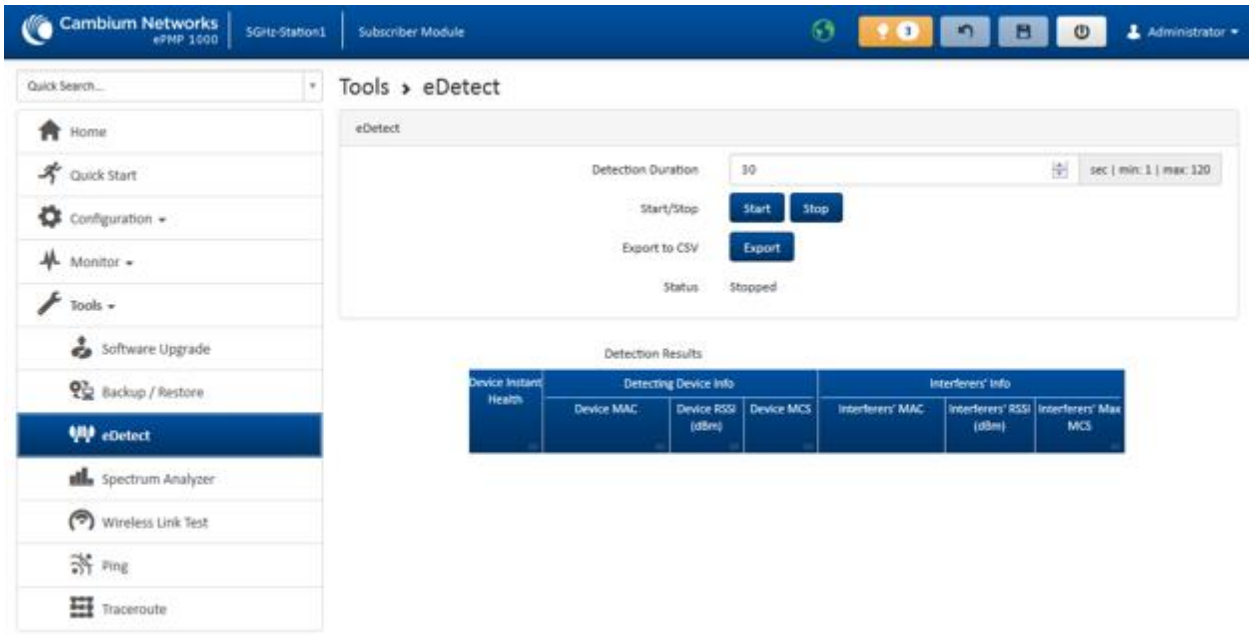 Cambium Networks
ePMP 1000
5GHz-Station1
Subscriber Module
3
Administrator
Quick Search...
Tools > eDetect
Home
Quick Start
Configuration
Monitor
Tools
Software Upgrade
Backup / Restore
eDetect
Spectrum Analyzer
Wireless Link Test
Ping
Traceroute
eDetect
Detection Duration
30
sec | min: 1 | max: 120
Start/Stop
Start
Stop
Export to CSV
Export
Status
Stopped
Detection Results
Device Instant
Health
Detecting Device Info
Interferers' Info
Device MAC
Device RSSI
(dBm)
Device MCS
Interferers' MAC
Interferers' RSSI
(dBm)
Interferers' Max
MCS